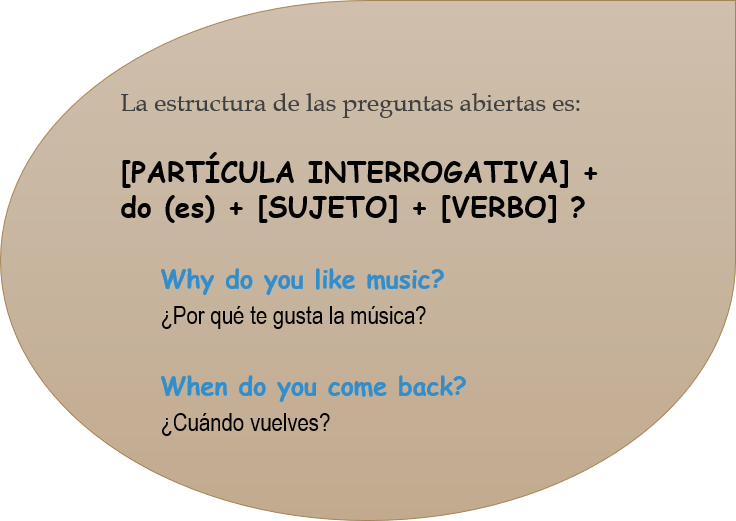 La estructura de las preguntas abiertas es:
[PARTÍCULA INTERROGATIVA] +
do (es) + [SUJETO] + [VERBO] ?
Why do you like music?
¿Por qué te gusta la música?
When do you come back?
¿Cuándo vuelves?